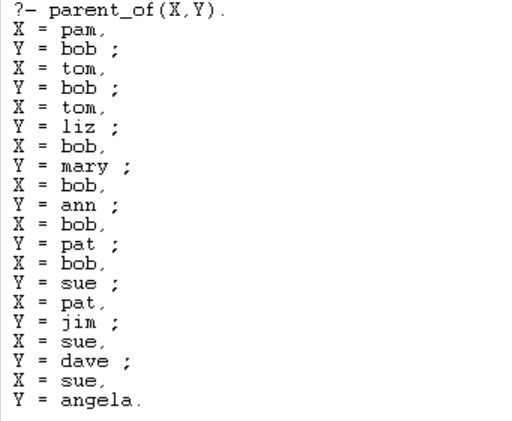 ?- parent_of(X,Y).
X = pam,
Y = bob ;
X = tom,
Y = bob ;
X = tom,
Y = liz ;
X = bob,
Y = mary ;
X = bob,
Y = ann ;
X = bob,
Y = pat ;
X = bob,
Y = sue ;
X = pat,
Y = jim ;
X = sue,
Y = dave ;
X = sue,
Y = angela.